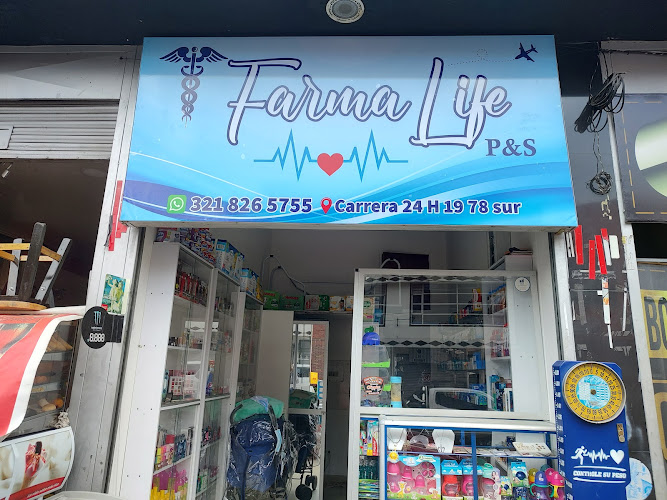 Farma Life
P&S
321 826 5755 Carrera 24 H 19 78 sur
CONTROLE SU PESO